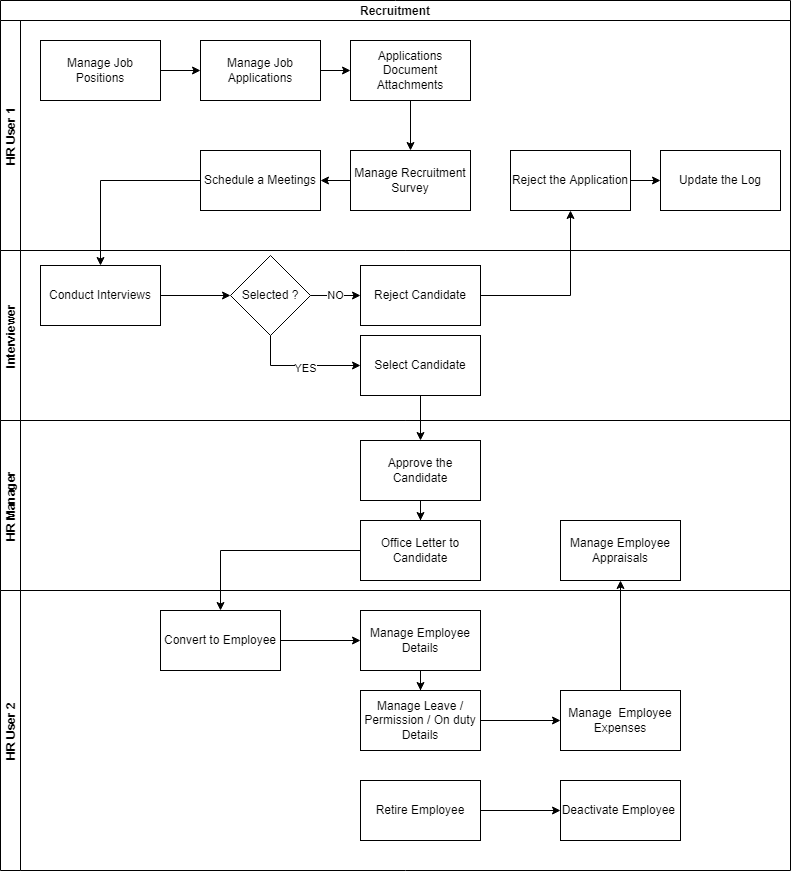 Recruitment
HR User 1
Manage Job
Positions
Manage Job
Applications
Applications
Document
Attachments
Schedule a Meetings
Manage Recruitment
Survey
Reject the Application
Update the Log
Interviewer
Conduct Interviews
Selected ?
NO
Reject Candidate
YES
Select Candidate
HR Manager
Approve the
Candidate
Office Letter to
Candidate
Manage Employee
Appraisals
HR User 2
Convert to Employee
Manage Employee
Details
Manage Leave /
Permission / On duty
Details
Manage  Employee
Expenses
Retire Employee
Deactivate Employee